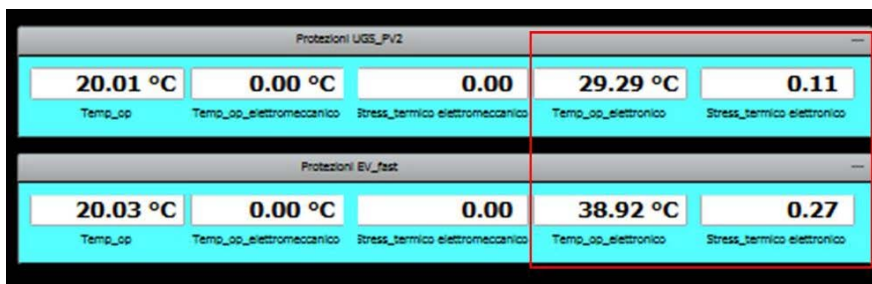 Protezioni UGS_PV2
20.01 °C 0.00 °C 0.00 29.29 °C 0.11
Temp_op Temp_op_elettromeccanico Stress_termico elettromeccanico Temp_op_elettronico Stress_termico elettronico
Protezioni EV_fast
20.03 °C 0.00 °C 0.00 38.92 °C 0.27
Temp_op Temp_op_elettromeccanico Stress_termico elettromeccanico Temp_op_elettronico Stress_termico elettronico